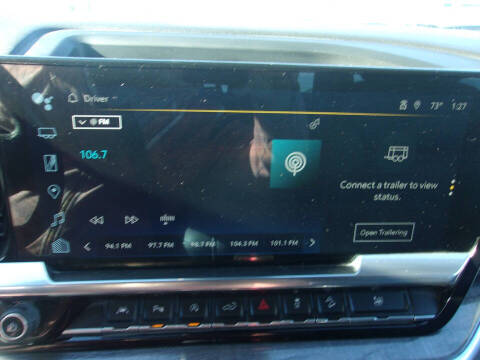 Driver 73° 1:27
FM
106.7
Connect a trailer to view
status.
Open Trailering
94.1 FM 97.7 FM 98.7 FM 104.3 FM 101.1 FM